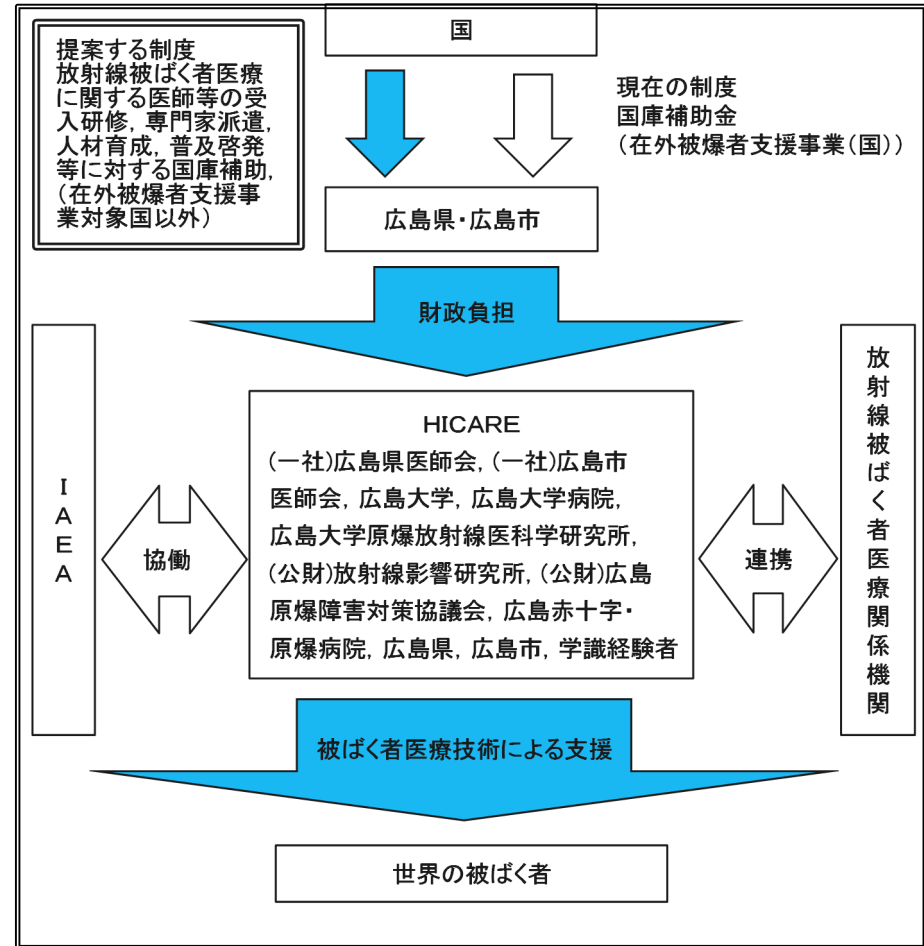 国
提案する制度
放射線被ばく者医療
に関する医師等の受
入研修，専門家派遣，
人材育成，普及啓発
等に対する国庫補助，
（在外被爆者支援事
業対象国以外）
現在の制度
国庫補助金
（在外被爆者支援事業（国））
広島県・広島市
財政負担
IAEA
協働
HICARE
（一社）広島県医師会，（一社）広島市
医師会，広島大学，広島大学病院，
広島大学原爆放射線医科学研究所，
（公財）放射線影響研究所，（公財）広島
原爆障害対策協議会，広島赤十字・
原爆病院，広島県，広島市，学識経験者
連携
放射線被ばく者医療関係機関
被ばく者医療技術による支援
世界の被ばく者